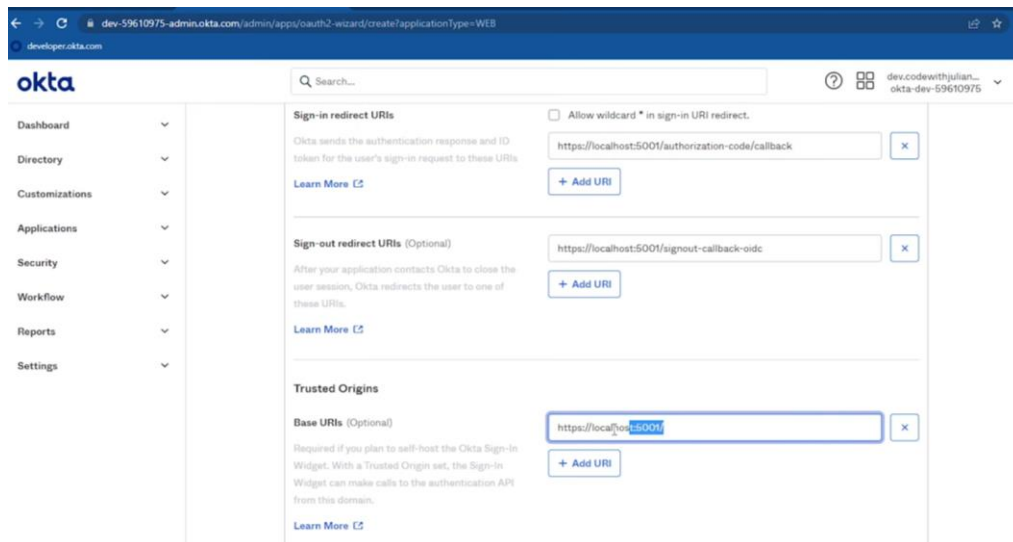 dev-59610975-admin.okta.com/admin/apps/oauth2-wizard/create?applicationType=WEB
developer.okta.com
okta
Search...
dev.codewithjulian...
okta-dev-59610975
Dashboard
Directory
Customizations
Applications
Security
Workflow
Reports
Settings
Sign-in redirect URIs
Allow wildcard * in sign-in URI redirect.
Okta sends the authentication response and ID
token for the user's sign-in request to these URIs
https://localhost:5001/authorization-code/callback
Learn More
+ Add URI
Sign-out redirect URIs (Optional)
https://localhost:5001/signout-callback-oidc
After your application contacts Okta to close the
user session, Okta redirects the user to one of
these URIs.
+ Add URI
Learn More
Trusted Origins
Base URIs (Optional)
https://localhost:5001/
Required if you plan to self-host the Okta Sign-In
Widget. With a Trusted Origin set, the Sign-In
Widget can make calls to the authentication API
from this domain.
+ Add URI
Learn More